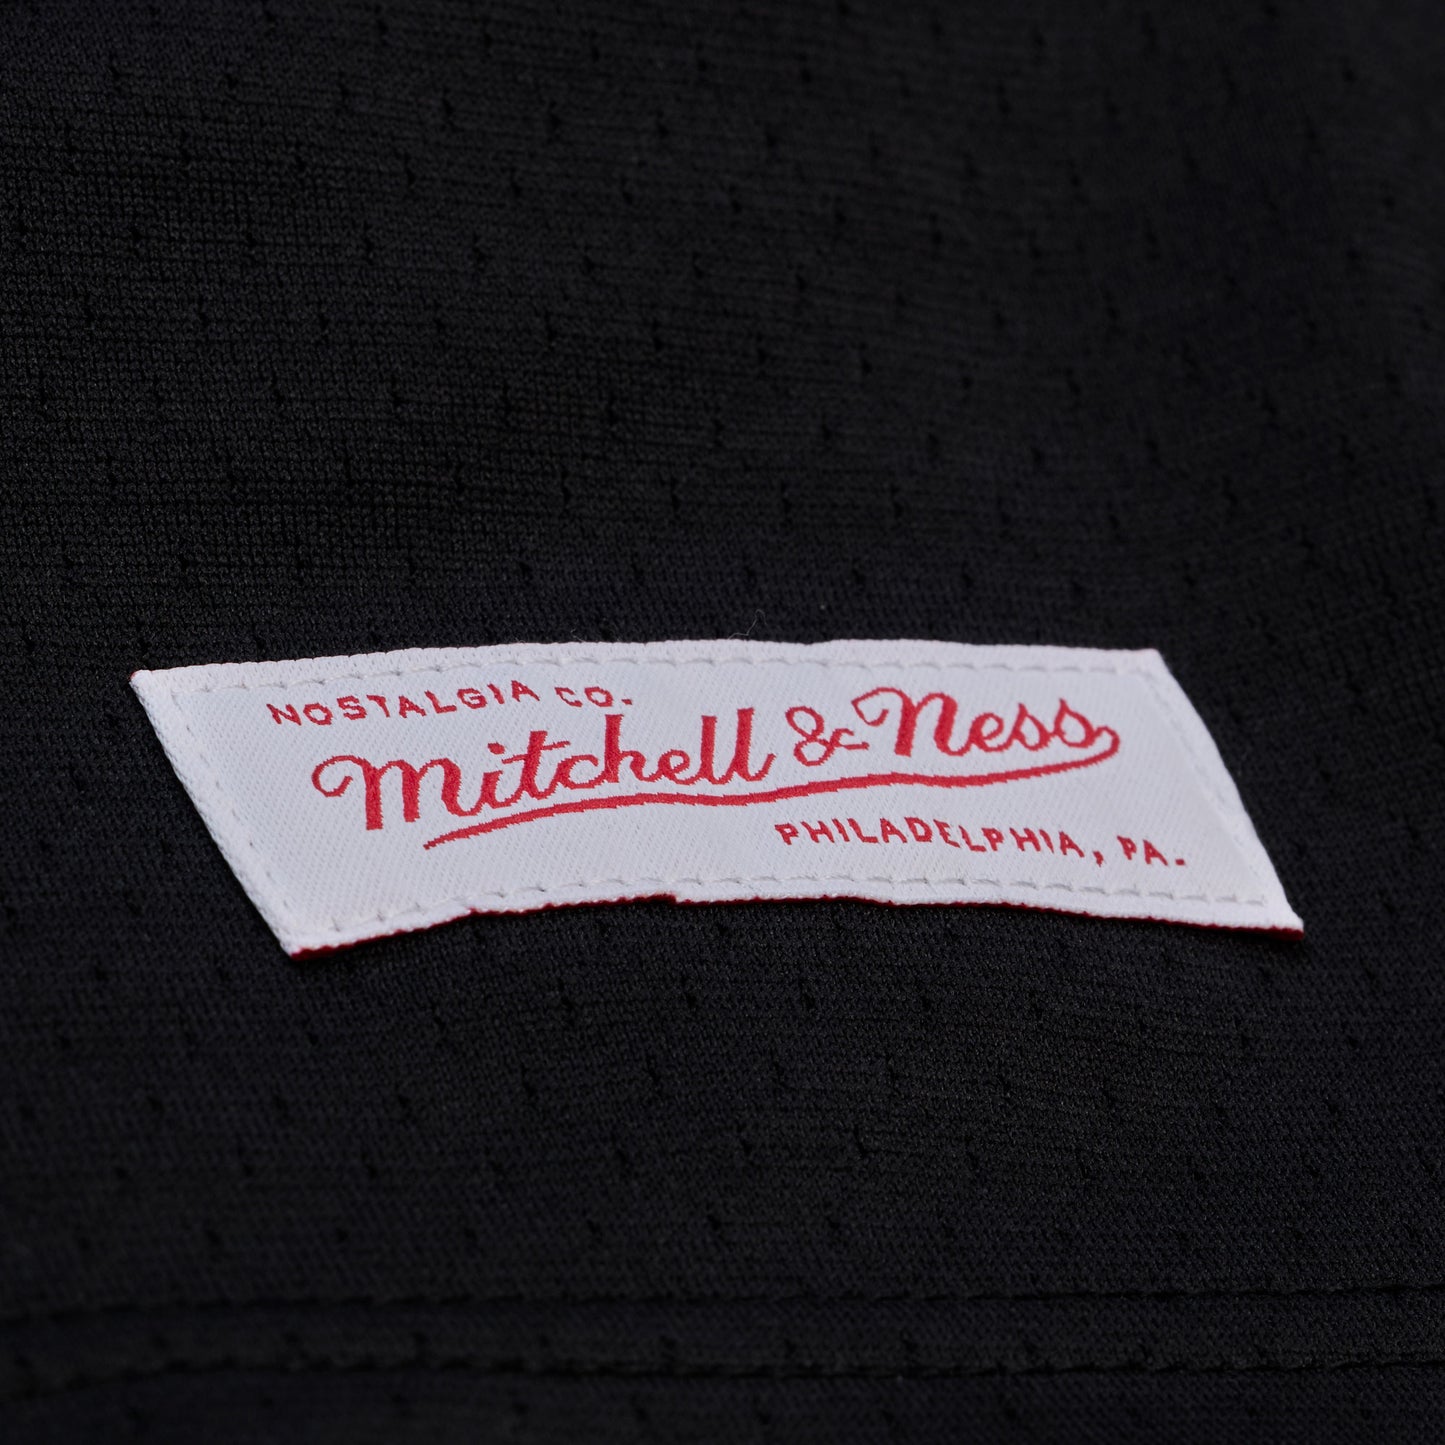 NOSTALGIA CO.
Mitchell & Ness
PHILADELPHIA, PA.